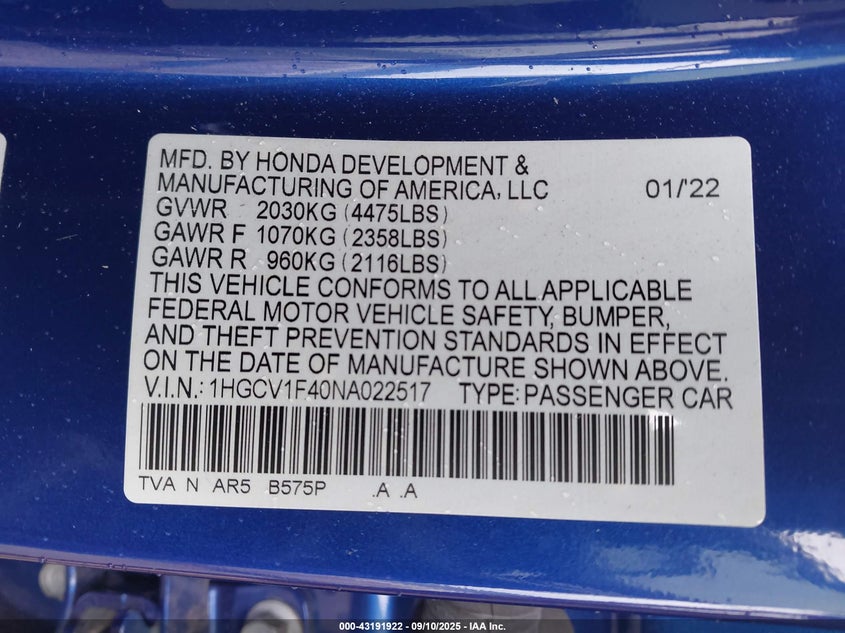 MFD. BY HONDA DEVELOPMENT &
MANUFACTURING OF AMERICA, LLC 01/'22
GVWR 2030KG (4475LBS)
GAWR F 1070KG (2358LBS)
GAWR R 960KG (2116LBS)
THIS VEHICLE CONFORMS TO ALL APPLICABLE
FEDERAL MOTOR VEHICLE SAFETY, BUMPER,
AND THEFT PREVENTION STANDARDS IN EFFECT
ON THE DATE OF MANUFACTURE SHOWN ABOVE.
V.I.N.: 1HGCV1F40NA022517 TYPE: PASSENGER CAR
TVA N AR5 B575P .A .A
000-43191922 - 09/10/2025 - IAA Inc.